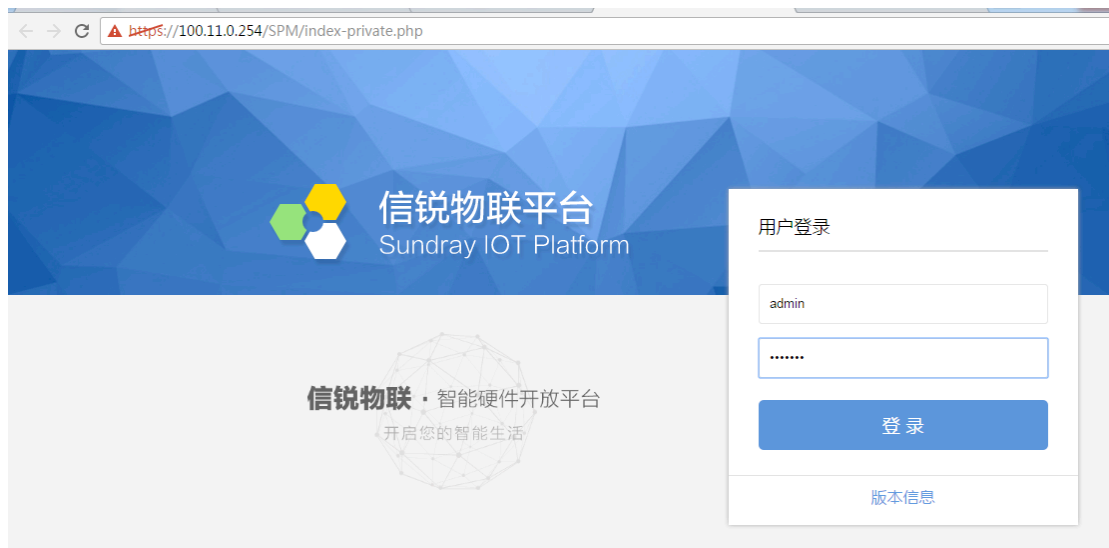 https://100.11.0.254/SPM/index-private.php
信锐物联平台
Sundray IOT Platform
用户登录
admin
•••••••
登录
信锐物联·智能硬件开放平台
开启您的智能生活
版本信息